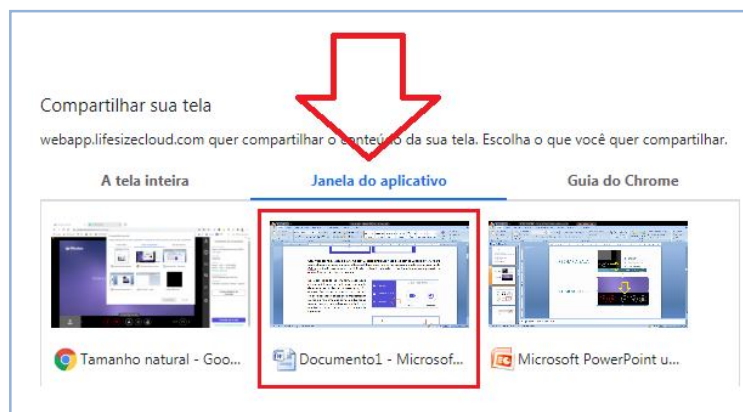 Compartilhar sua tela
webapp.lifesizecloud.com quer compartilhar o conteúdo da sua tela. Escolha o que você quer compartilhar.
A tela inteira
Janela do aplicativo
Guia do Chrome
Tamanho natural - Goo...
Documento1 - Microsof...
Microsoft PowerPoint u...